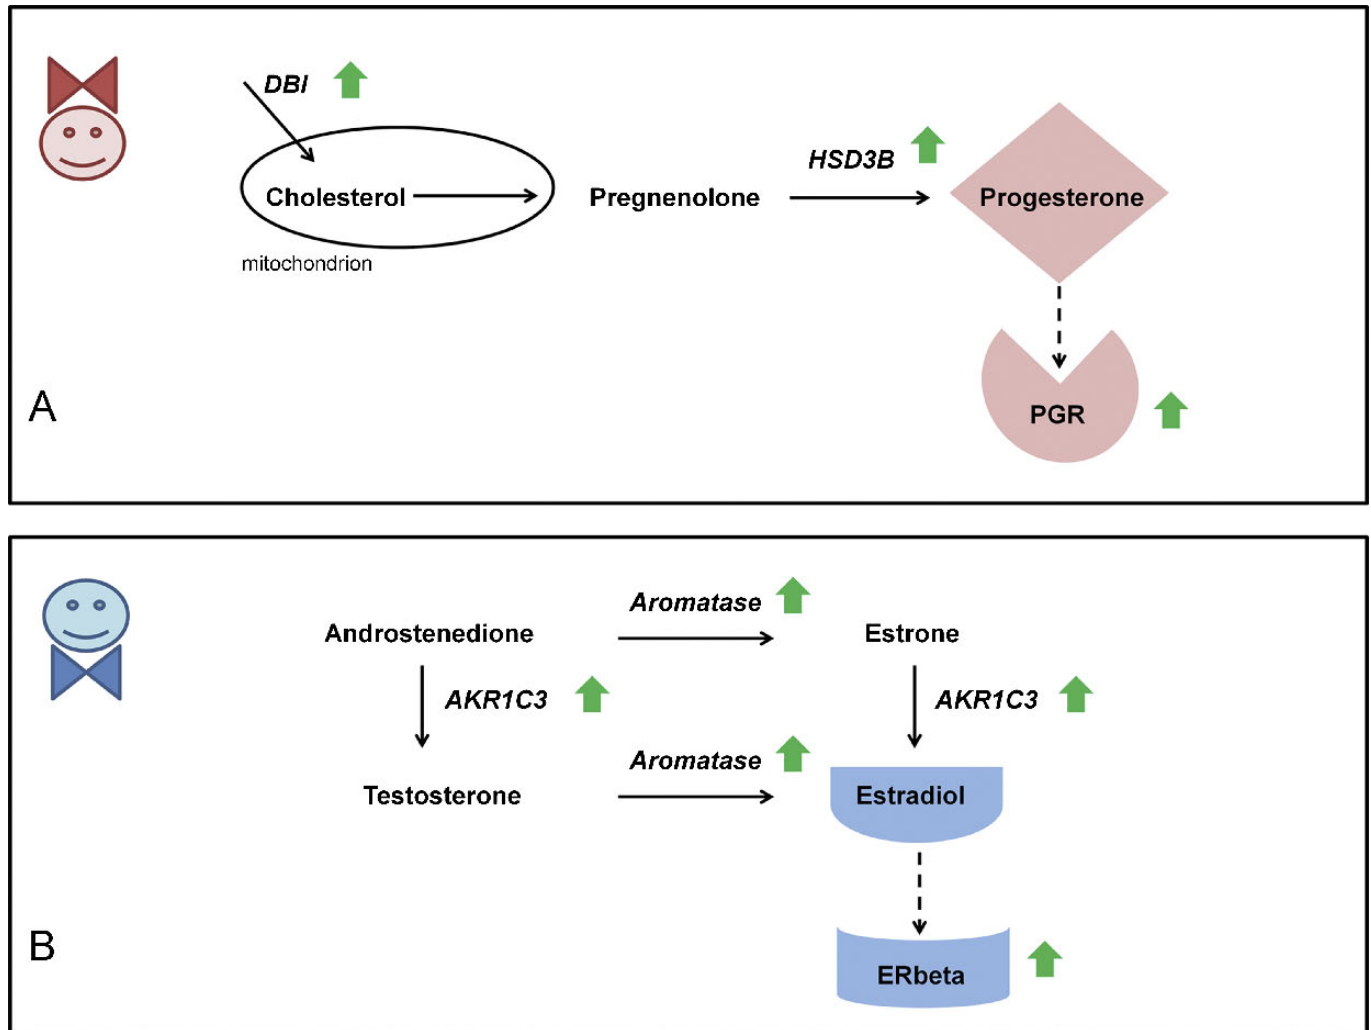 DBI
HSD3B
Cholesterol
Pregnenolone
Progesterone
mitochondrion
PGR
A
Aromatase
Androstenedione
Estrone
AKR1C3
AKR1C3
Aromatase
Testosterone
Estradiol
B
ERbeta